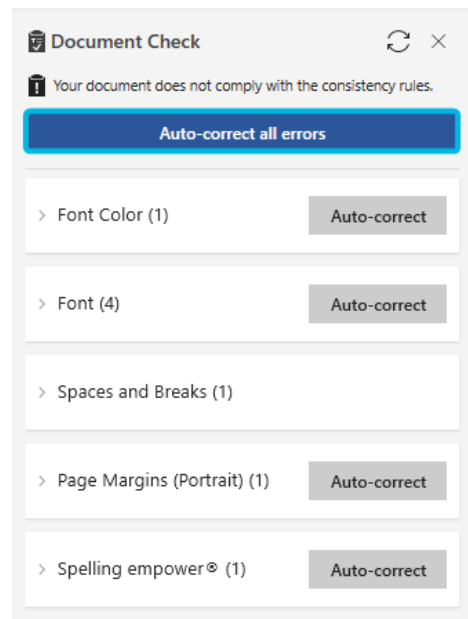 Document Check
Your document does not comply with the consistency rules.
Auto-correct all errors
Font Color (1)
Auto-correct
Font (4)
Auto-correct
Spaces and Breaks (1)
Page Margins (Portrait) (1)
Auto-correct
Spelling empower® (1)
Auto-correct